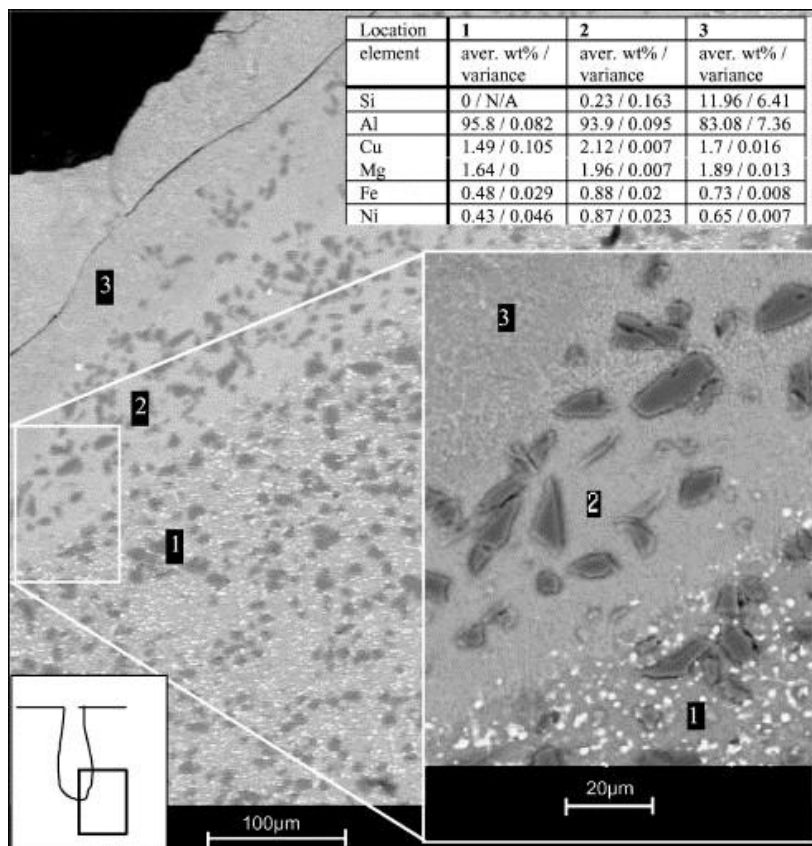 Location 1 2 3
element aver. wt% / variance aver. wt% / variance aver. wt% / variance
Si 0 / N/A 0.23 / 0.163 11.96 / 6.41
Al 95.8 / 0.082 93.9 / 0.095 83.08 / 7.36
Cu 1.49 / 0.105 2.12 / 0.007 1.7 / 0.016
Mg 1.64 / 0 1.96 / 0.007 1.89 / 0.013
Fe 0.48 / 0.029 0.88 / 0.02 0.73 / 0.008
Ni 0.43 / 0.046 0.87 / 0.023 0.65 / 0.007
3
2
1
3
2
1
100µm
20µm